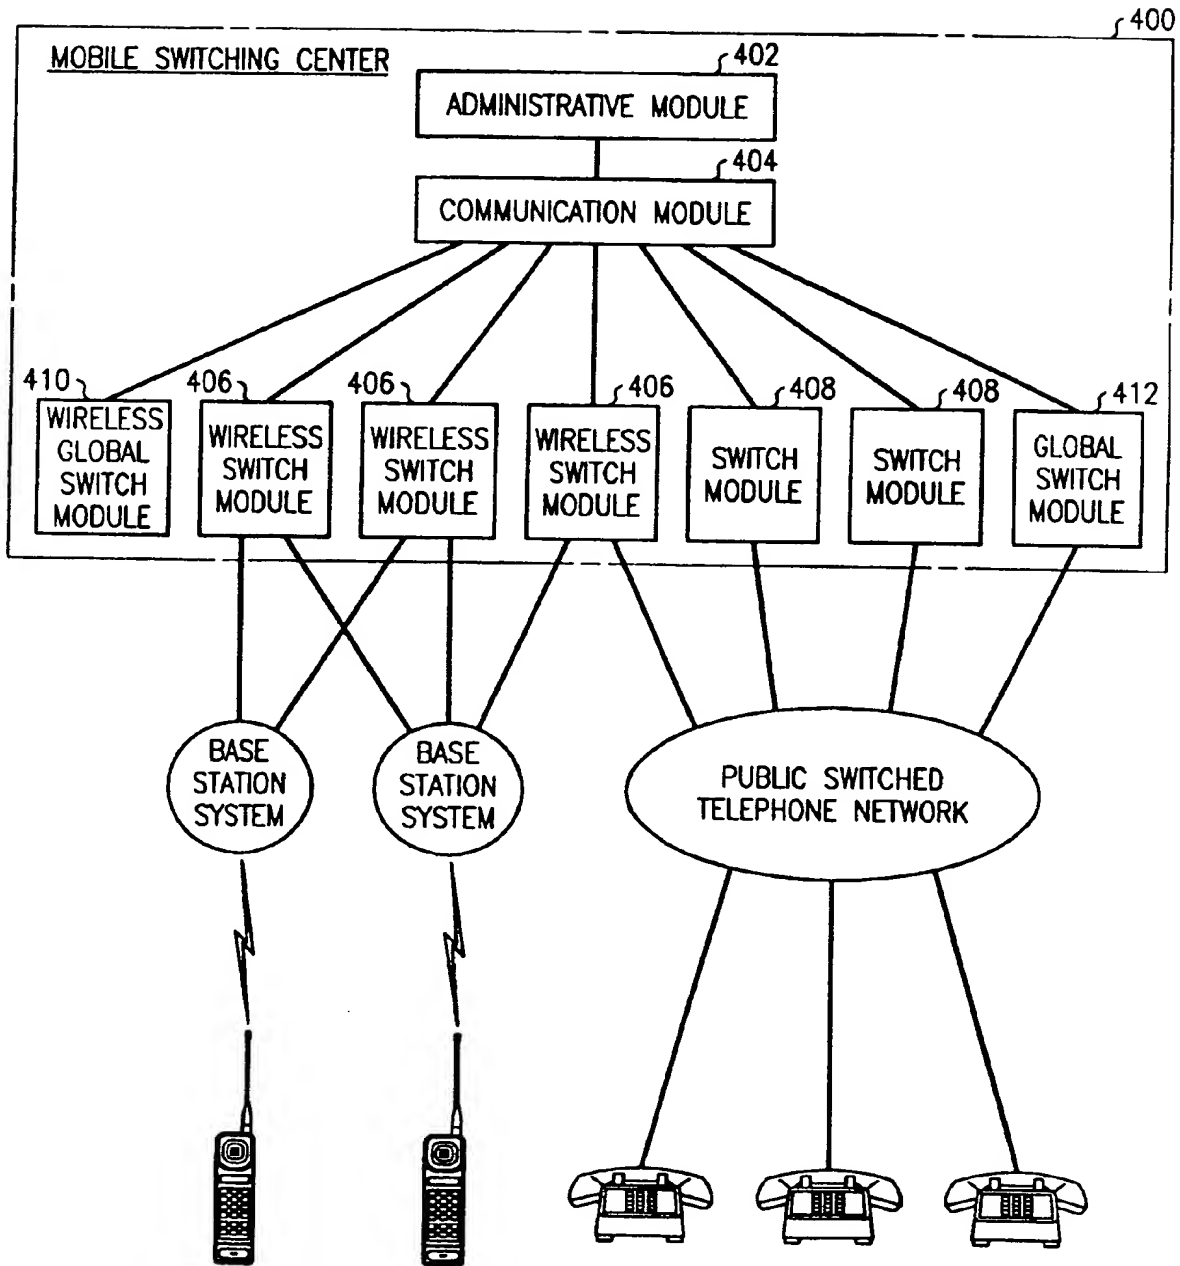 400
MOBILE SWITCHING CENTER
402
ADMINISTRATIVE MODULE
404
COMMUNICATION MODULE
410
406
406
406
408
408
412
WIRELESS
GLOBAL
SWITCH
MODULE
WIRELESS
SWITCH
MODULE
WIRELESS
SWITCH
MODULE
WIRELESS
SWITCH
MODULE
SWITCH
MODULE
SWITCH
MODULE
GLOBAL
SWITCH
MODULE
BASE
STATION
SYSTEM
BASE
STATION
SYSTEM
PUBLIC SWITCHED
TELEPHONE NETWORK